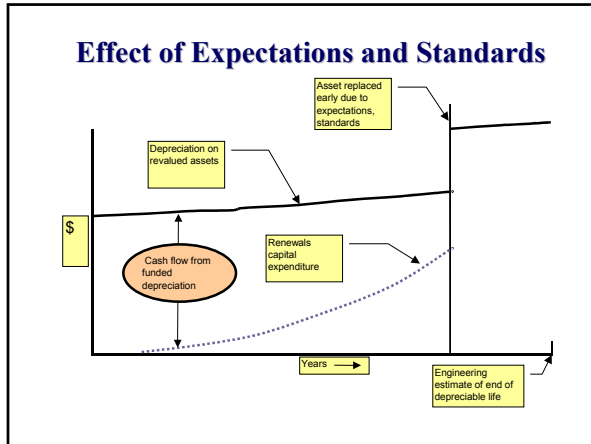 Effect of Expectations and Standards
Asset replaced
early due to
expectations,
standards
Depreciation on
revalued assets
$
Renewals
capital
expenditure
Cash flow from
funded
depreciation
Years
Engineering
estimate of end of
depreciable life